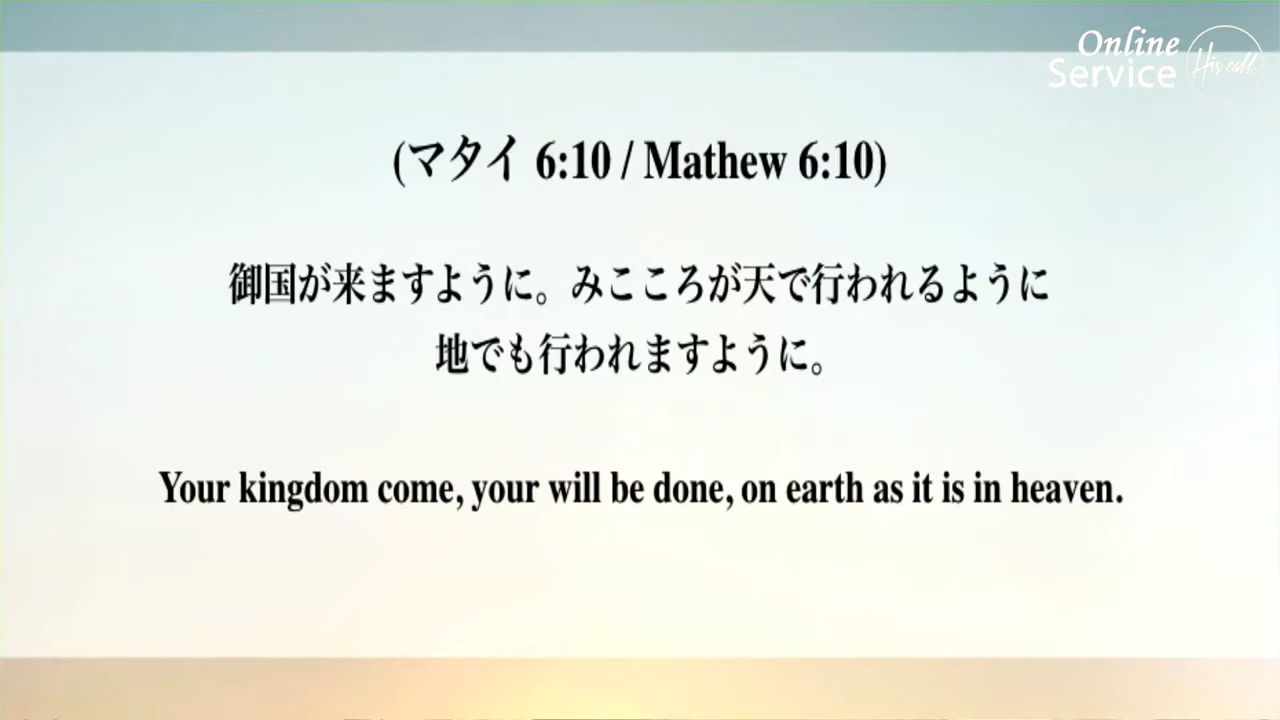 Online
Service
His call
(マタイ 6:10 / Mathew 6:10)
御国が来ますように。みこころが天で行われるように
地でも行われますように。
Your kingdom come, your will be done, on earth as it is in heaven.